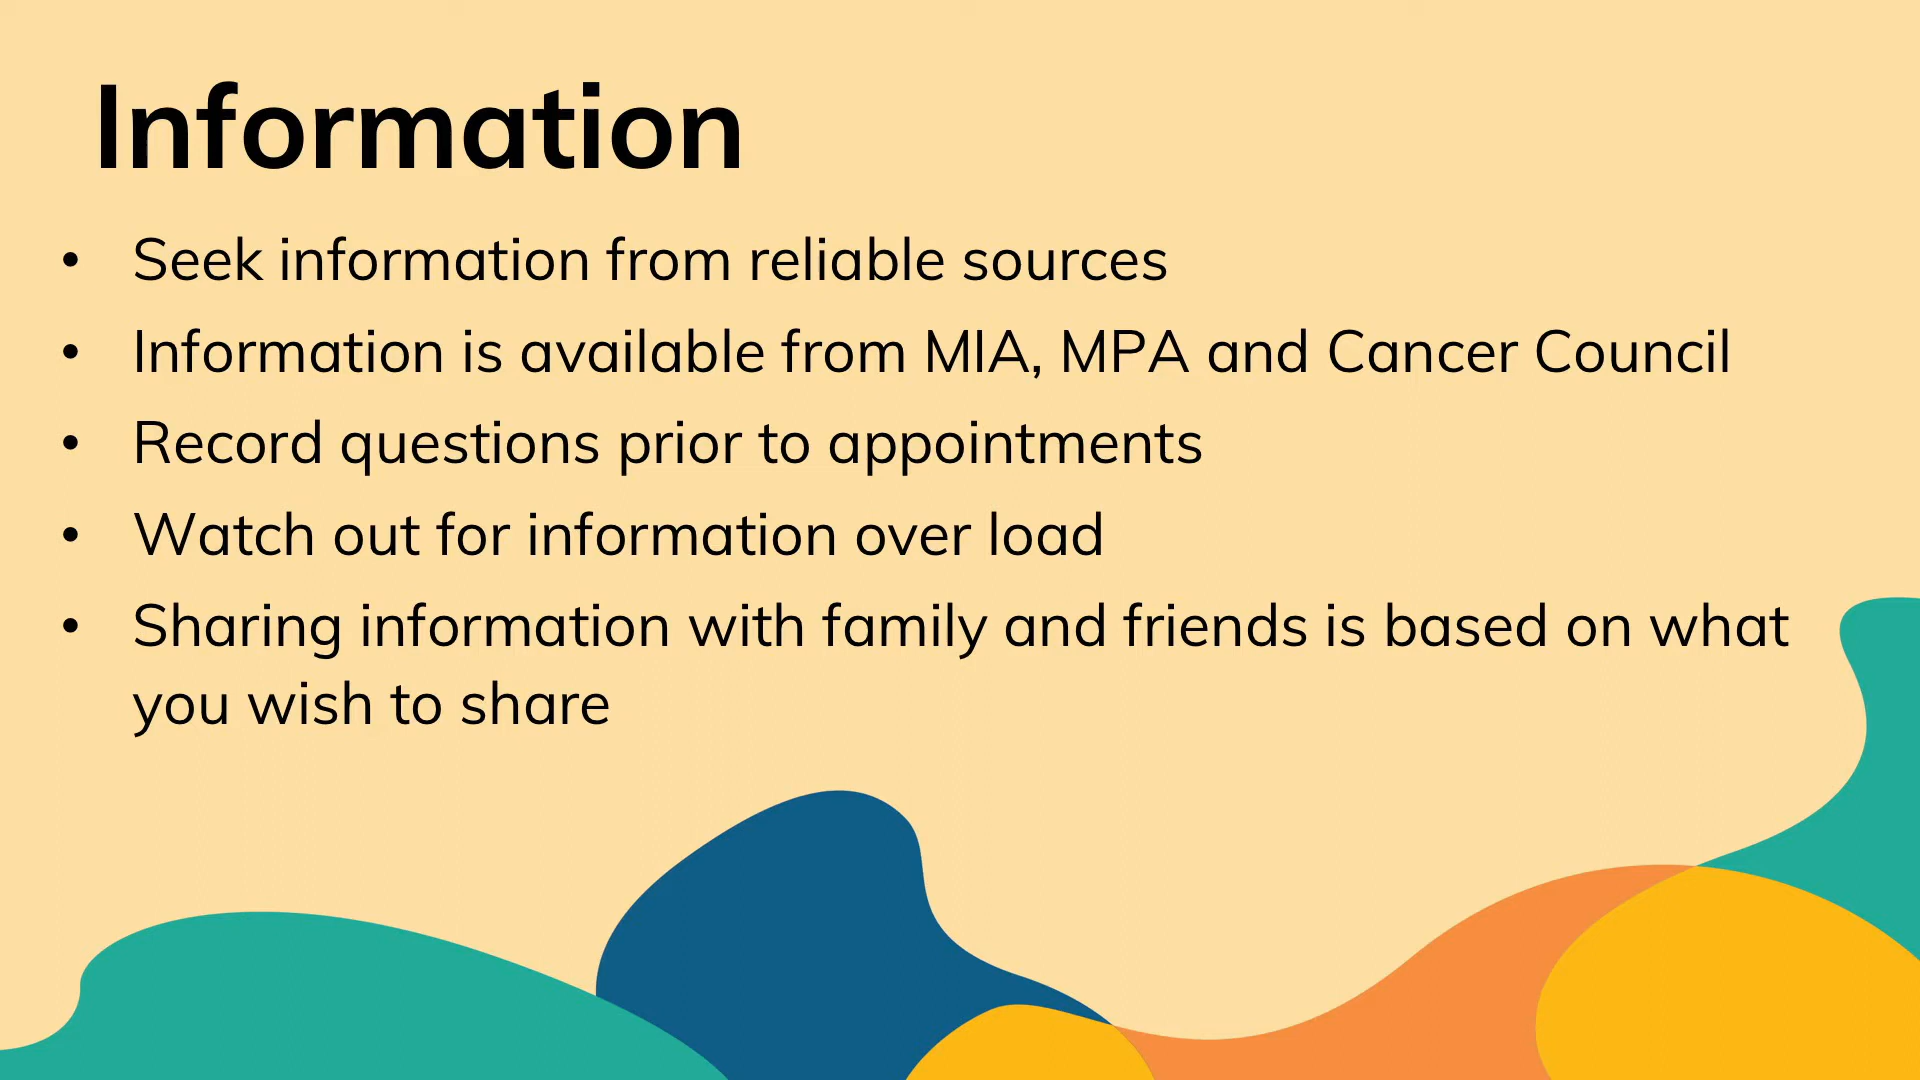 Information
• Seek information from reliable sources
• Information is available from MIA, MPA and Cancer Council
• Record questions prior to appointments
• Watch out for information over load
• Sharing information with family and friends is based on what
you wish to share